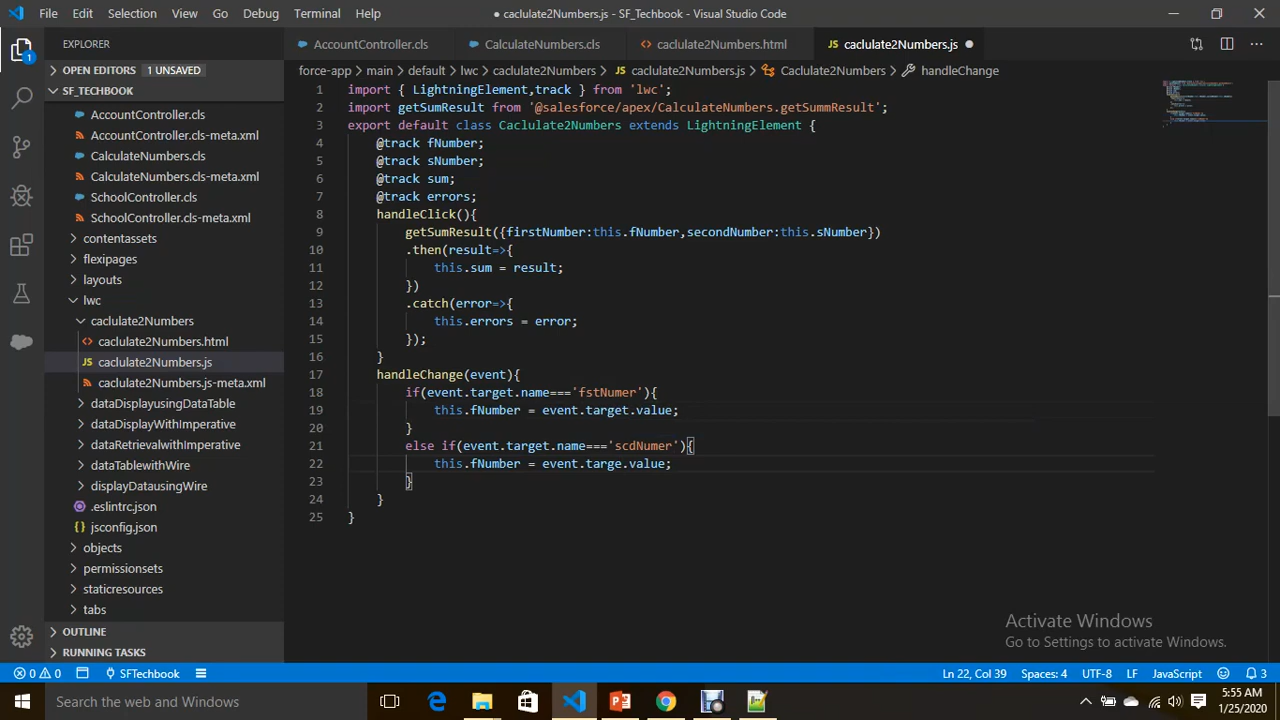 File Edit Selection View Go Debug Terminal Help
● caclulate2Numbers.js - SF_Techbook - Visual Studio Code
EXPLORER
AccountController.cls
CalculateNumbers.cls
<> caclulate2Numbers.html
JS caclulate2Numbers.js ●
OPEN EDITORS 1 UNSAVED
force-app > main > default > lwc > caclulate2Numbers > JS caclulate2Numbers.js > Caclulate2Numbers > handleChange
SF_TECHBOOK
1
AccountController.cls
AccountController.cls-meta.xml
CalculateNumbers.cls
CalculateNumbers.cls-meta.xml
SchoolController.cls
SchoolController.cls-meta.xml
contentassets
flexipages
layouts
lwc
caclulate2Numbers
<> caclulate2Numbers.html
JS caclulate2Numbers.js
caclulate2Numbers.js-meta.xml
dataDisplayusingDataTable
dataDisplayWithImperative
dataRetrievalwithImperative
dataTablewithWire
displayDatausingWire
.eslintrc.json
{} jsconfig.json
objects
permissionsets
staticresources
tabs
OUTLINE
RUNNING TASKS
1 import { LightningElement,track } from 'lwc';
2 import getSumResult from '@salesforce/apex/CalculateNumbers.getSummResult';
3 export default class Caclulate2Numbers extends LightningElement {
4 @track fNumber;
5 @track sNumber;
6 @track sum;
7 @track errors;
8 handleClick(){
9 getSumResult({firstNumber:this.fNumber,secondNumber:this.sNumber})
10 .then(result=>{
11 this.sum = result;
12 })
13 .catch(error=>{
14 this.errors = error;
15 });
16 }
17 handleChange(event){
18 if(event.target.name==='fstNumer'){
19 this.fNumber = event.target.value;
20 }
21 else if(event.target.name==='scdNumer'){
22 this.fNumber = event.targe.value;
23 }
24 }
25 }
Activate Windows
Go to Settings to activate Windows.
0 0 SFTechbook
Ln 22, Col 39 Spaces: 4 UTF-8 LF JavaScript 3
Search the web and Windows
5:55 AM
1/25/2020